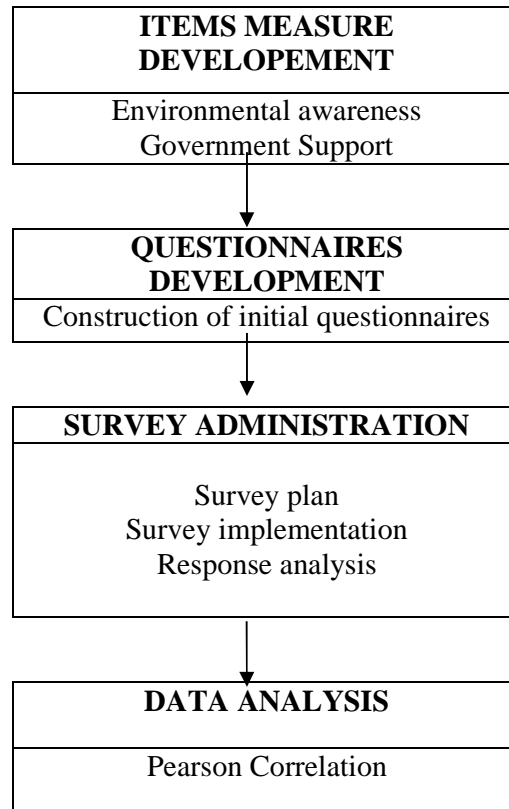 ITEMS MEASURE
DEVELOPEMENT
Environmental awareness
Government Support
QUESTIONNAIRES
DEVELOPMENT
Construction of initial questionnaires
SURVEY ADMINISTRATION
Survey plan
Survey implementation
Response analysis
DATA ANALYSIS
Pearson Correlation